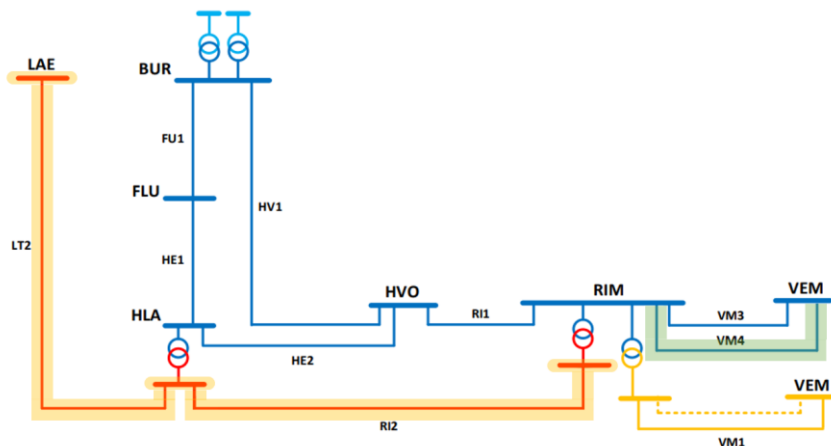 LAE
BUR
FU1
FLU
HV1
LT2
HE1
HVO
RIM
VEM
HLA
RI1
VM3
VM4
HE2
VEM
RI2
VM1